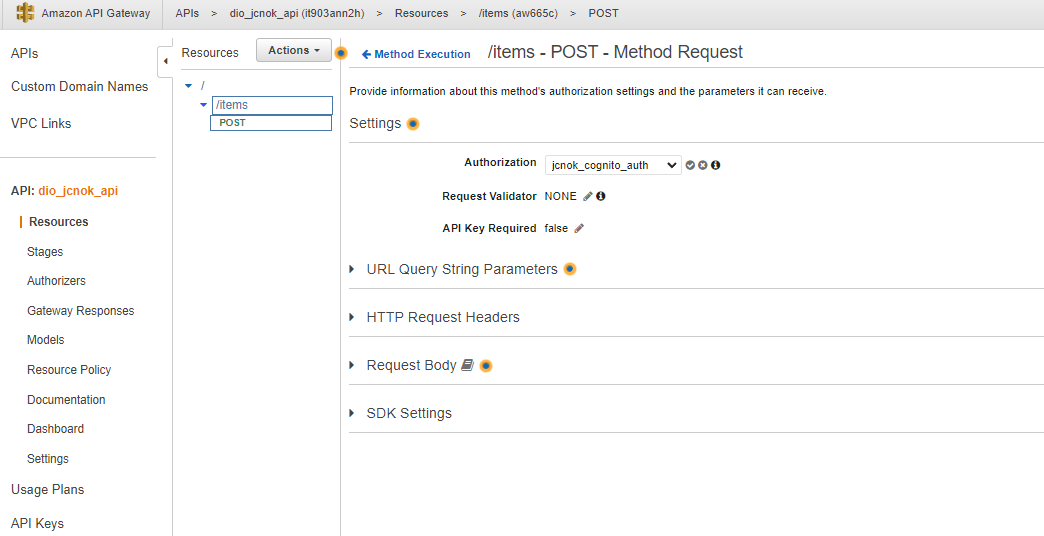 Amazon API Gateway
APIs > dio_jcnok_api (it903ann2h) > Resources > /items (aw665c) > POST
APIs
Custom Domain Names
VPC Links
API: dio_jcnok_api
Resources
Stages
Authorizers
Gateway Responses
Models
Resource Policy
Documentation
Dashboard
Settings
Usage Plans
API Keys
Resources
Actions
/
/items
POST
Method Execution
/items - POST - Method Request
Provide information about this method's authorization settings and the parameters it can receive.
Settings
Authorization jcnok_cognito_auth
Request Validator NONE
API Key Required false
URL Query String Parameters
HTTP Request Headers
Request Body
SDK Settings